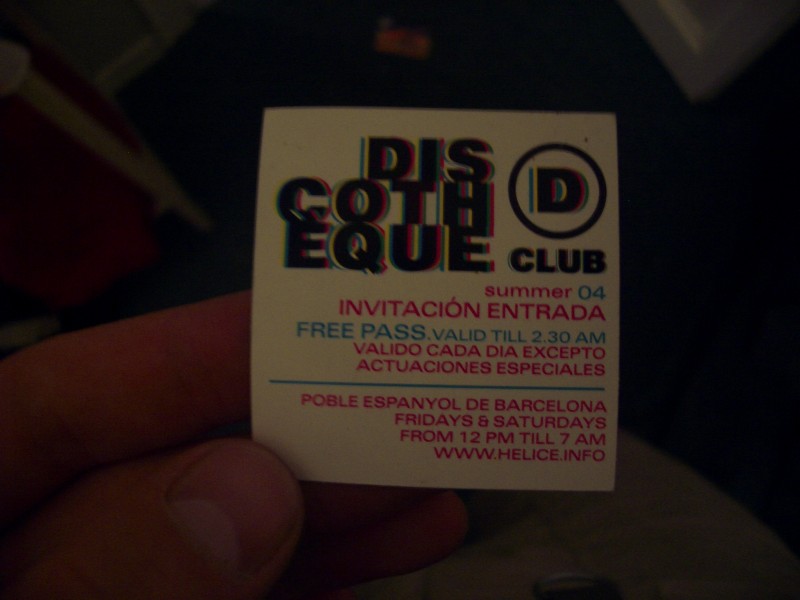 DIS
COTH
EQUE
D
CLUB
summer 04
INVITACIÓN ENTRADA
FREE PASS.VALID TILL 2.30 AM
VALIDO CADA DIA EXCEPTO
ACTUACIONES ESPECIALES
POBLE ESPANYOL DE BARCELONA
FRIDAYS & SATURDAYS
FROM 12 PM TILL 7 AM
WWW.HELICE.INFO